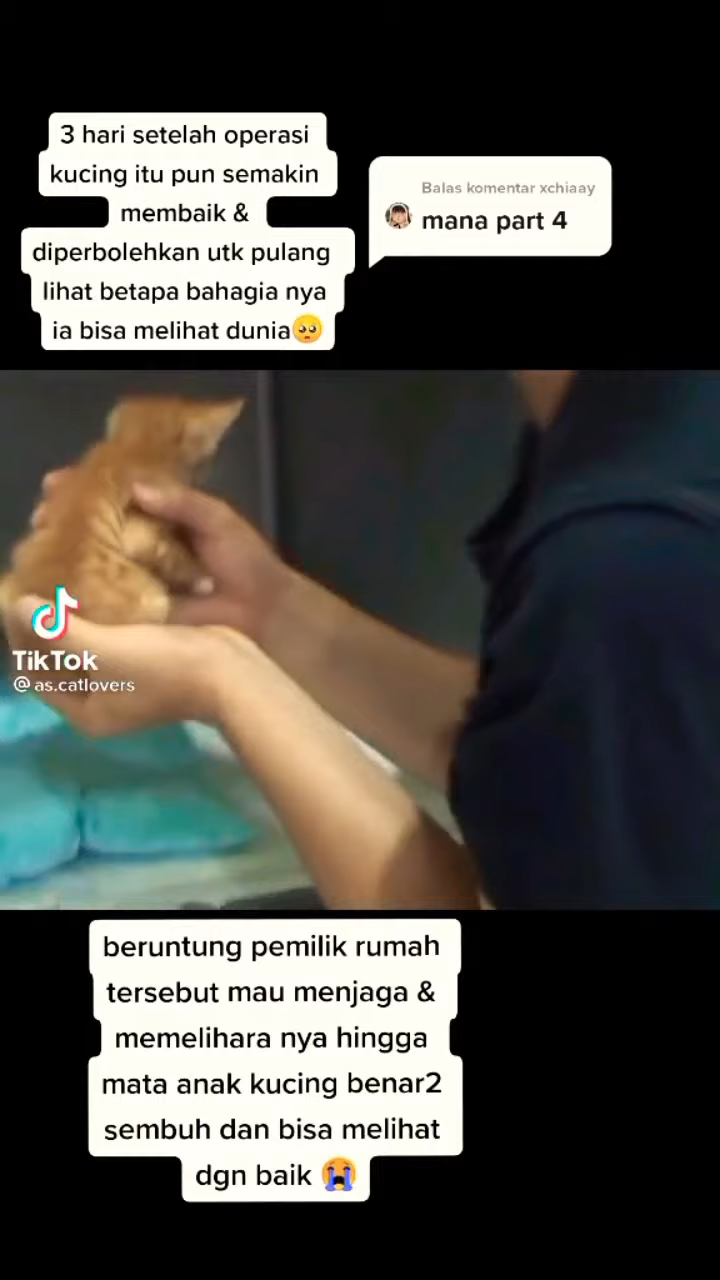 3 hari setelah operasi
kucing itu pun semakin
membaik &
diperbolehkan utk pulang
lihat betapa bahagia nya
ia bisa melihat dunia🥺
Balas komentar xchiaay
mana part 4
TikTok
@as.catlovers
beruntung pemilik rumah
tersebut mau menjaga &
memelihara nya hingga
mata anak kucing benar2
sembuh dan bisa melihat
dgn baik 😭